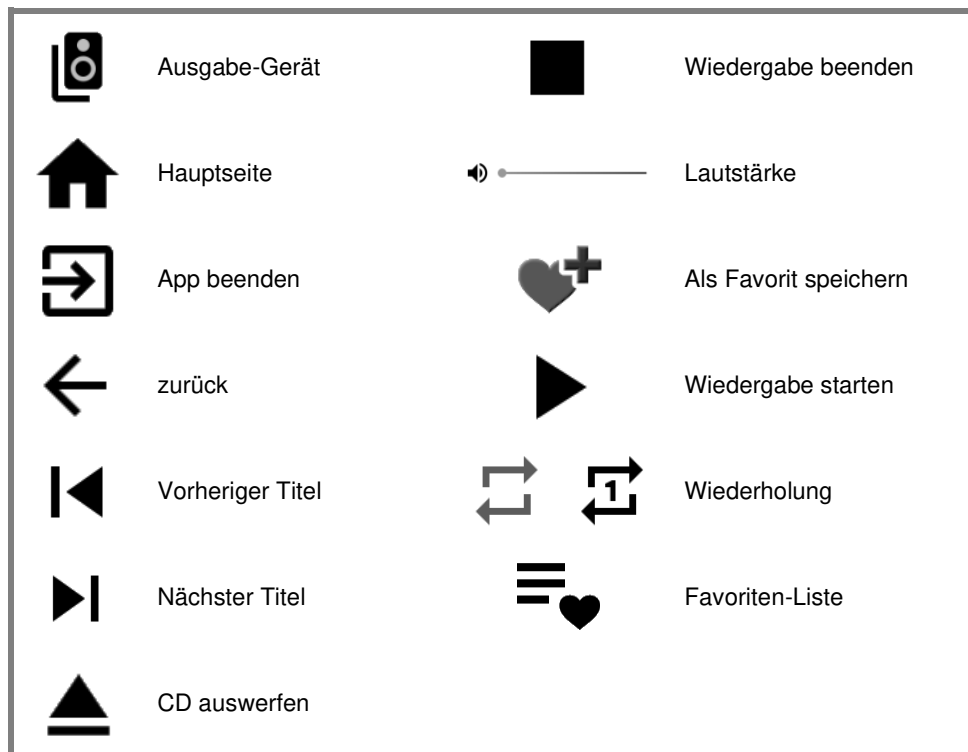 Ausgabe-Gerät
Wiedergabe beenden
Hauptseite
Lautstärke
App beenden
Als Favorit speichern
zurück
Wiedergabe starten
Vorheriger Titel
1
Wiederholung
Nächster Titel
Favoriten-Liste
CD auswerfen